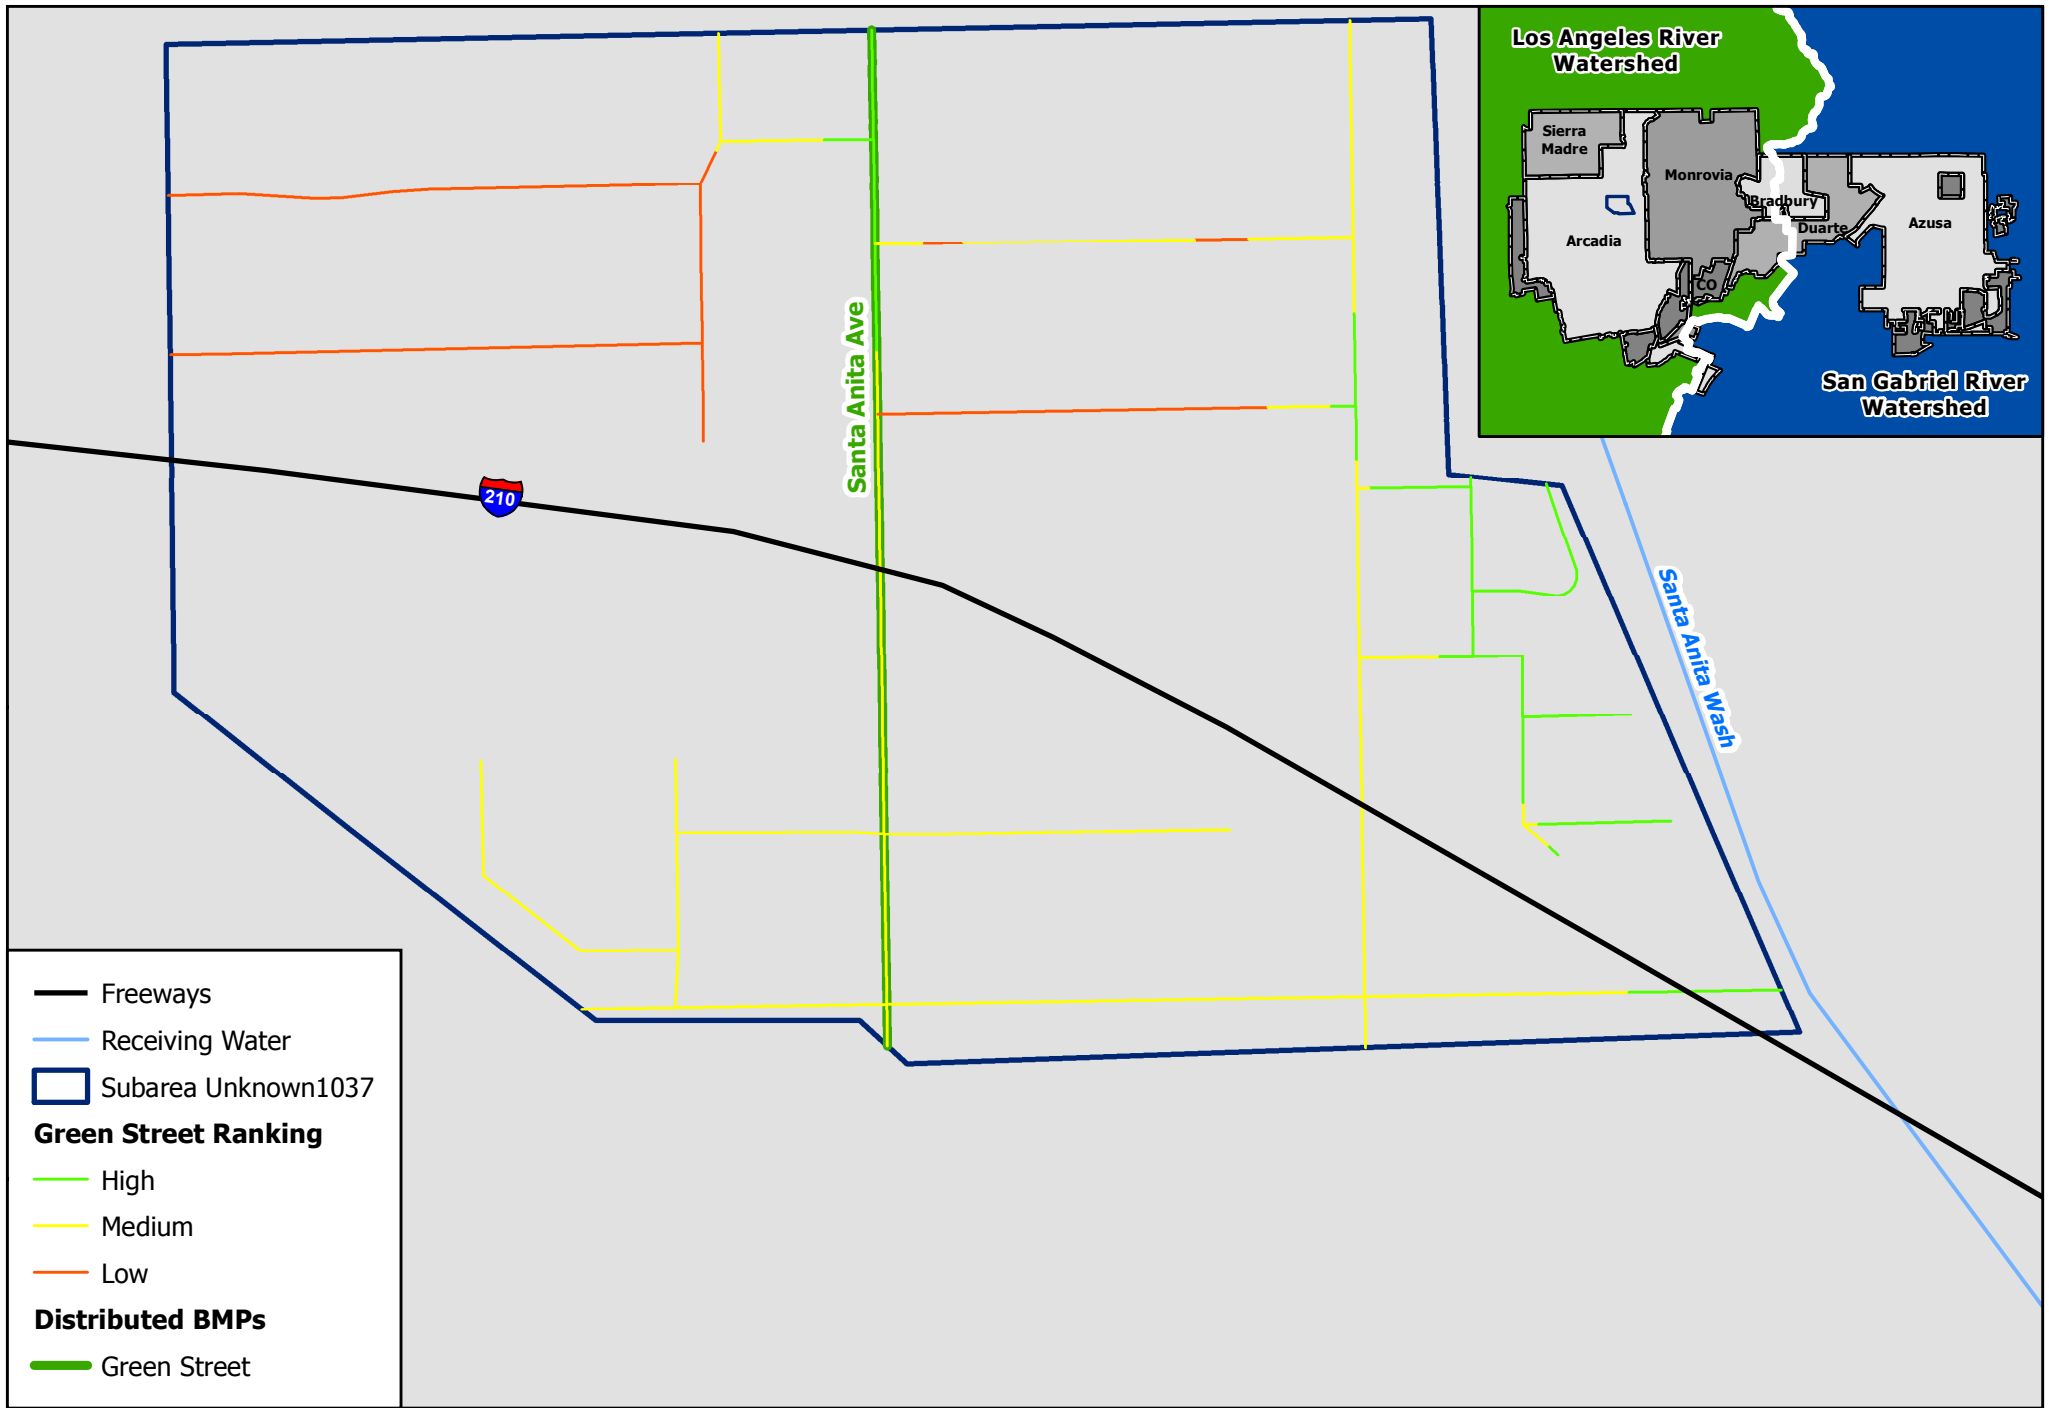 Los Angeles River
Watershed
Sierra
Madre
Monrovia
Bradbury
Duarte
Azusa
Arcadia
CO
San Gabriel River
Watershed
Santa Anita Ave
210
Santa Anita Wash
Freeways
Receiving Water
Subarea Unknown1037
Green Street Ranking
High
Medium
Low
Distributed BMPs
Green Street